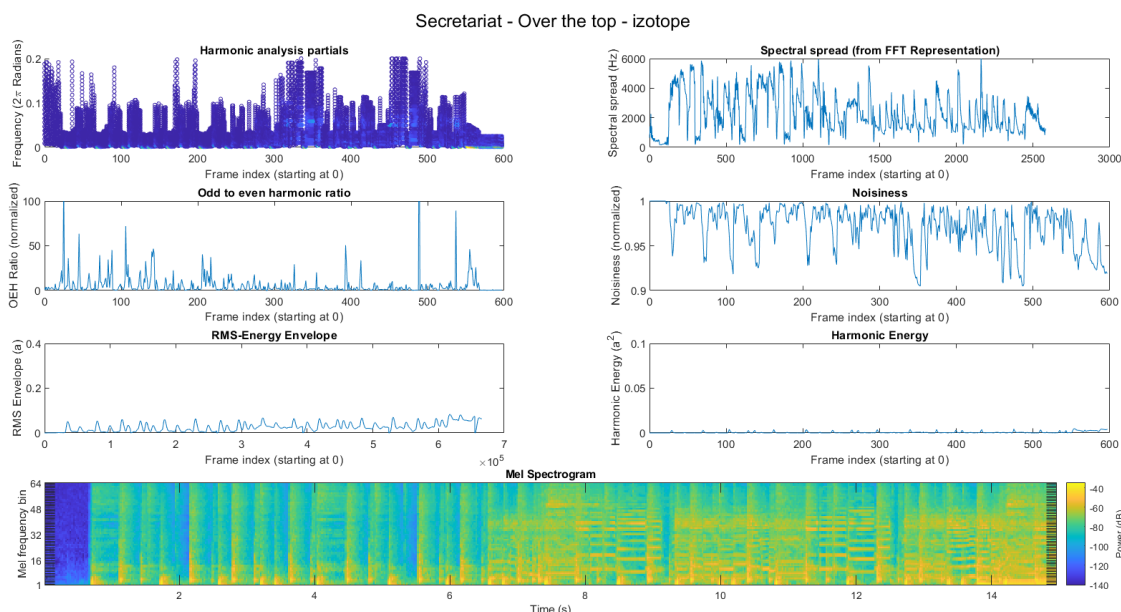 Secretariat - Over the top - izotope
Harmonic analysis partials
Frequency (2π Radians)
0.2
0.1
0
0 100 200 300 400 500 600
Frame index (starting at 0)
Spectral spread (from FFT Representation)
Spectral spread (Hz)
6000
4000
2000
0
0 500 1000 1500 2000 2500 3000
Frame index (starting at 0)
Odd to even harmonic ratio
OEH Ratio (normalized)
100
50
0
0 100 200 300 400 500 600
Frame index (starting at 0)
Noisiness
Noisiness (normalized)
1
0.95
0.9
0 100 200 300 400 500 600
Frame index (starting at 0)
RMS-Energy Envelope
RMS Envelope (a)
0.4
0.2
0
0 1 2 3 4 5 6 7
×10⁵
Frame index (starting at 0)
Harmonic Energy
Harmonic Energy (a²)
0.1
0.05
0
0 100 200 300 400 500 600
Frame index (starting at 0)
Mel Spectrogram
Mel frequency bin
64
48
32
16
1
2 4 6 8 10 12 14
Time (s)
-40
-60
-80
-100
-120
-140
Power (dB)